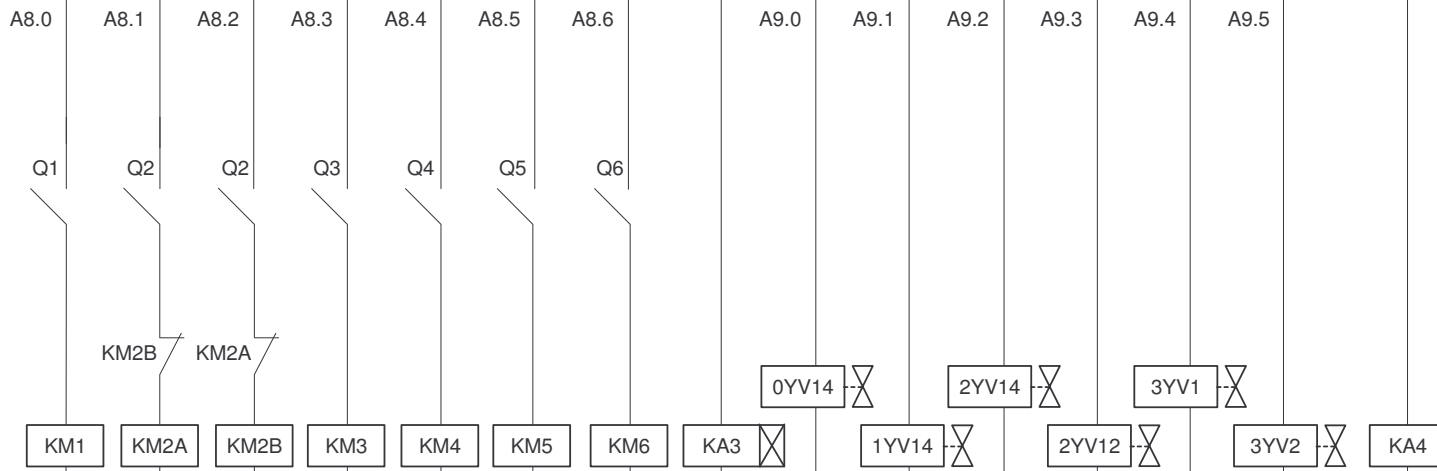 A8.0 A8.1 A8.2 A8.3 A8.4 A8.5 A8.6 A9.0 A9.1 A9.2 A9.3 A9.4 A9.5
Q1 Q2 Q2 Q3 Q4 Q5 Q6
KM2B KM2A
0YV14 2YV14 3YV1
KM1 KM2A KM2B KM3 KM4 KM5 KM6 KA3 1YV14 2YV12 3YV2 KA4